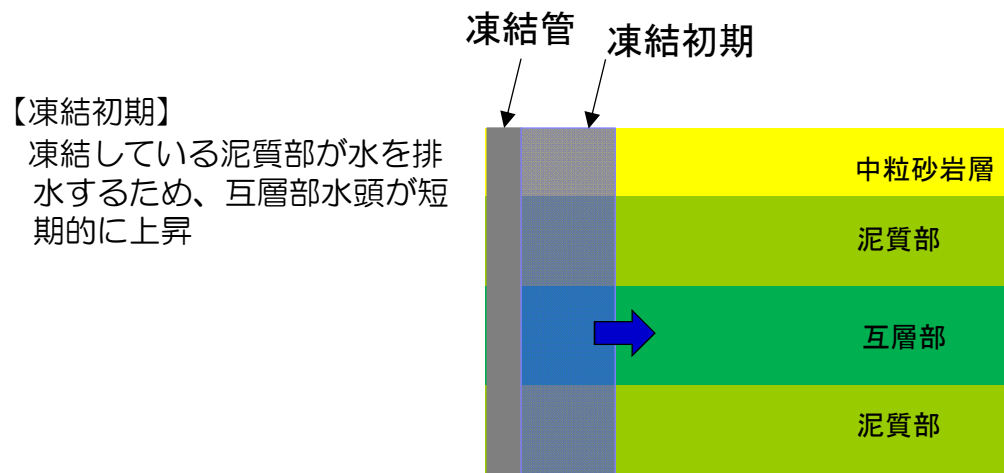 凍結管
凍結初期
【凍結初期】
凍結している泥質部が水を排
水するため、互層部水頭が短
期的に上昇
中粒砂岩層
泥質部
互層部
泥質部